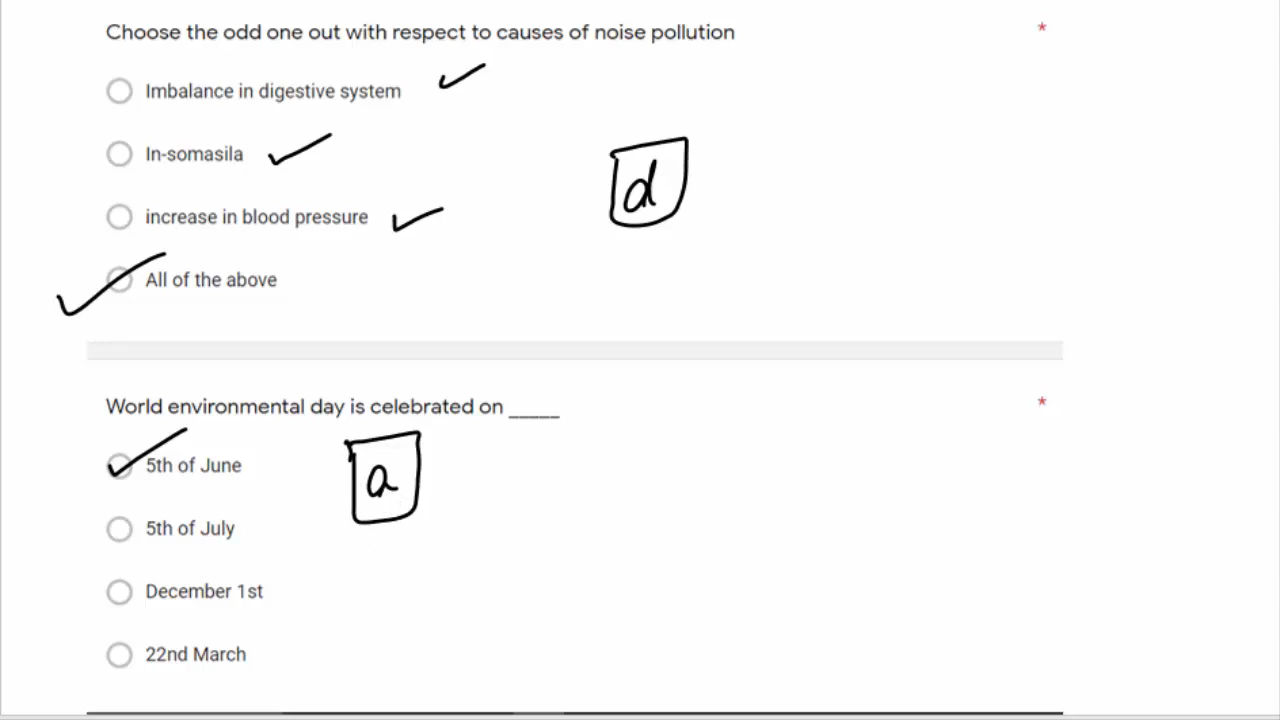 Choose the odd one out with respect to causes of noise pollution *
Imbalance in digestive system
In-somasila
increase in blood pressure
d
All of the above
World environmental day is celebrated on _____ *
5th of June
a
5th of July
December 1st
22nd March